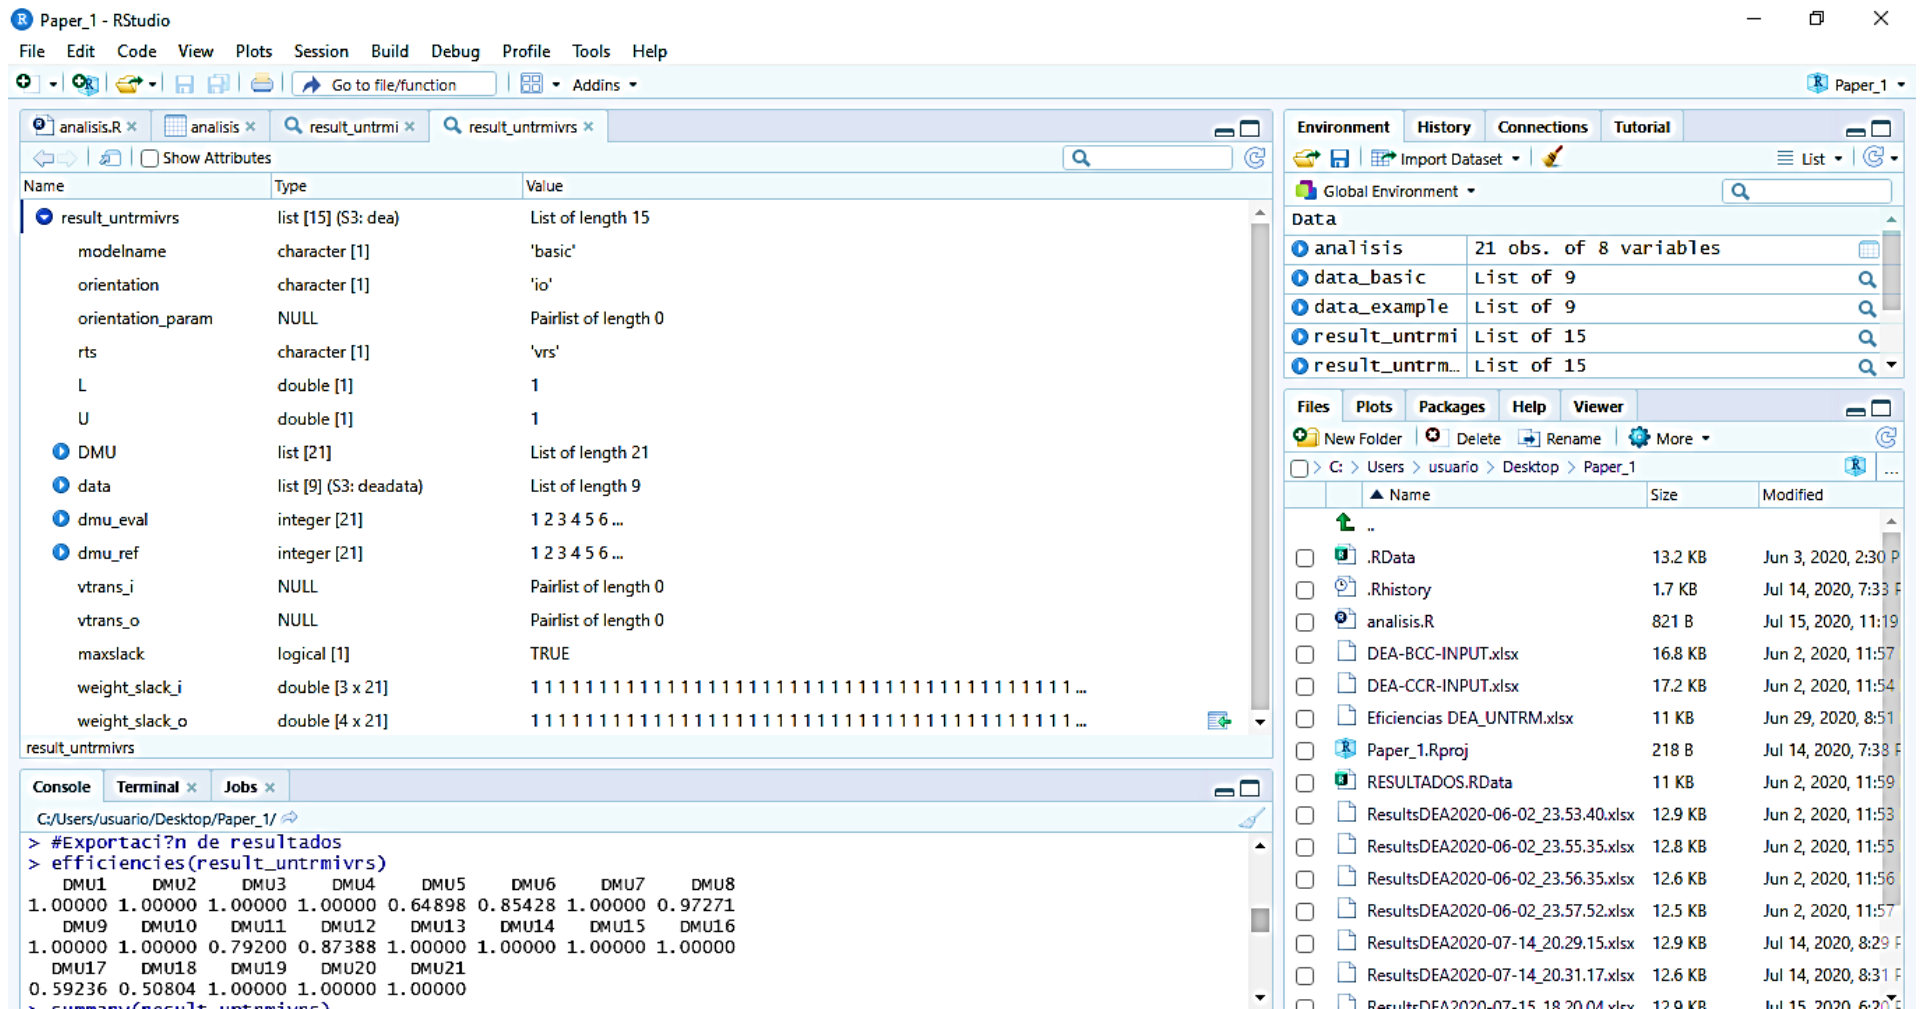 Paper_1 - RStudio
File Edit Code View Plots Session Build Debug Profile Tools Help
Go to file/function Addins Paper_1
analisis.R analisis result_untrmi result_untrmivrs
Show Attributes
Name Type Value
result_untrmivrs list [15] (S3: dea) List of length 15
modelname character [1] 'basic'
orientation character [1] 'io'
orientation_param NULL Pairlist of length 0
rts character [1] 'vrs'
L double [1] 1
U double [1] 1
DMU list [21] List of length 21
data list [9] (S3: deadata) List of length 9
dmu_eval integer [21] 1 2 3 4 5 6 ...
dmu_ref integer [21] 1 2 3 4 5 6 ...
vtrans_i NULL Pairlist of length 0
vtrans_o NULL Pairlist of length 0
maxslack logical [1] TRUE
weight_slack_i double [3 x 21] 1 1 1 1 1 1 1 1 1 1 1 1 1 1 1 1 1 1 1 1 1 1 1 1 1 1 1 1 1 1 1 1 1 1 1 1 1 1 1 1 ...
weight_slack_o double [4 x 21] 1 1 1 1 1 1 1 1 1 1 1 1 1 1 1 1 1 1 1 1 1 1 1 1 1 1 1 1 1 1 1 1 1 1 1 1 1 1 1 1 ...
result_untrmivrs
Console Terminal Jobs
C:/Users/usuario/Desktop/Paper_1/
> #Exportaci?n de resultados
> efficiencies(result_untrmivrs)
DMU1 DMU2 DMU3 DMU4 DMU5 DMU6 DMU7 DMU8
1.00000 1.00000 1.00000 1.00000 0.64898 0.85428 1.00000 0.97271
DMU9 DMU10 DMU11 DMU12 DMU13 DMU14 DMU15 DMU16
1.00000 1.00000 0.79200 0.87388 1.00000 1.00000 1.00000 1.00000
DMU17 DMU18 DMU19 DMU20 DMU21
0.59236 0.50804 1.00000 1.00000 1.00000
> summary(result_untrmivrs)
Environment History Connections Tutorial
Import Dataset List
Global Environment
Data
analisis 21 obs. of 8 variables
data_basic List of 9
data_example List of 9
result_untrmi List of 15
result_untrm… List of 15
Files Plots Packages Help Viewer
New Folder Delete Rename More
C: > Users > usuario > Desktop > Paper_1 ...
Name Size Modified
..
.RData 13.2 KB Jun 3, 2020, 2:30 P
.Rhistory 1.7 KB Jul 14, 2020, 7:33 P
analisis.R 821 B Jul 15, 2020, 11:19
DEA-BCC-INPUT.xlsx 16.8 KB Jun 2, 2020, 11:57
DEA-CCR-INPUT.xlsx 17.2 KB Jun 2, 2020, 11:54
Eficiencias DEA_UNTRM.xlsx 11 KB Jun 29, 2020, 8:51
Paper_1.Rproj 218 B Jul 14, 2020, 7:38 P
RESULTADOS.RData 11 KB Jun 2, 2020, 11:59
ResultsDEA2020-06-02_23.53.40.xlsx 12.9 KB Jun 2, 2020, 11:53
ResultsDEA2020-06-02_23.55.35.xlsx 12.8 KB Jun 2, 2020, 11:55
ResultsDEA2020-06-02_23.56.35.xlsx 12.6 KB Jun 2, 2020, 11:56
ResultsDEA2020-06-02_23.57.52.xlsx 12.5 KB Jun 2, 2020, 11:57
ResultsDEA2020-07-14_20.29.15.xlsx 12.9 KB Jul 14, 2020, 8:29 P
ResultsDEA2020-07-14_20.31.17.xlsx 12.6 KB Jul 14, 2020, 8:31 P
ResultsDEA2020-07-15_18.20.04.xlsx 12.9 KB Jul 15, 2020, 6:20 P